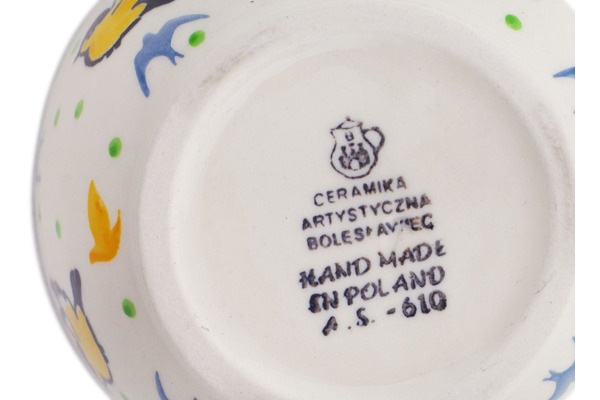 CERAMIKA
ARTYSTYCZNA
BOLESŁAWIEC
HAND MADE
IN POLAND
A.S.-610